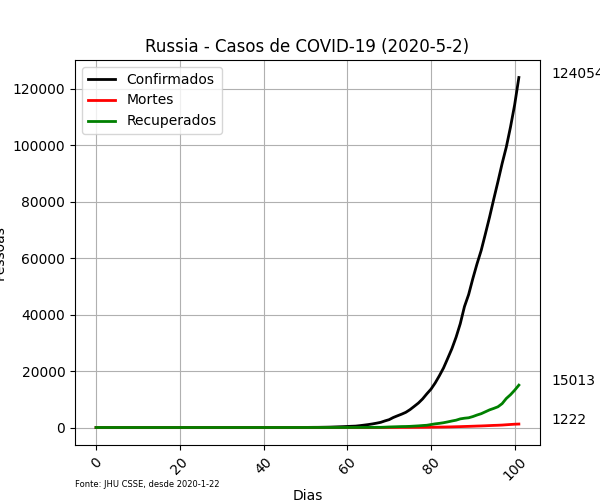 Russia - Casos de COVID-19 (2020-5-2)
Confirmados
Mortes
Recuperados
124054
15013
1222
120000
100000
80000
60000
40000
20000
0
0
20
40
60
80
100
Dias
Fonte: JHU CSSE, desde 2020-1-22